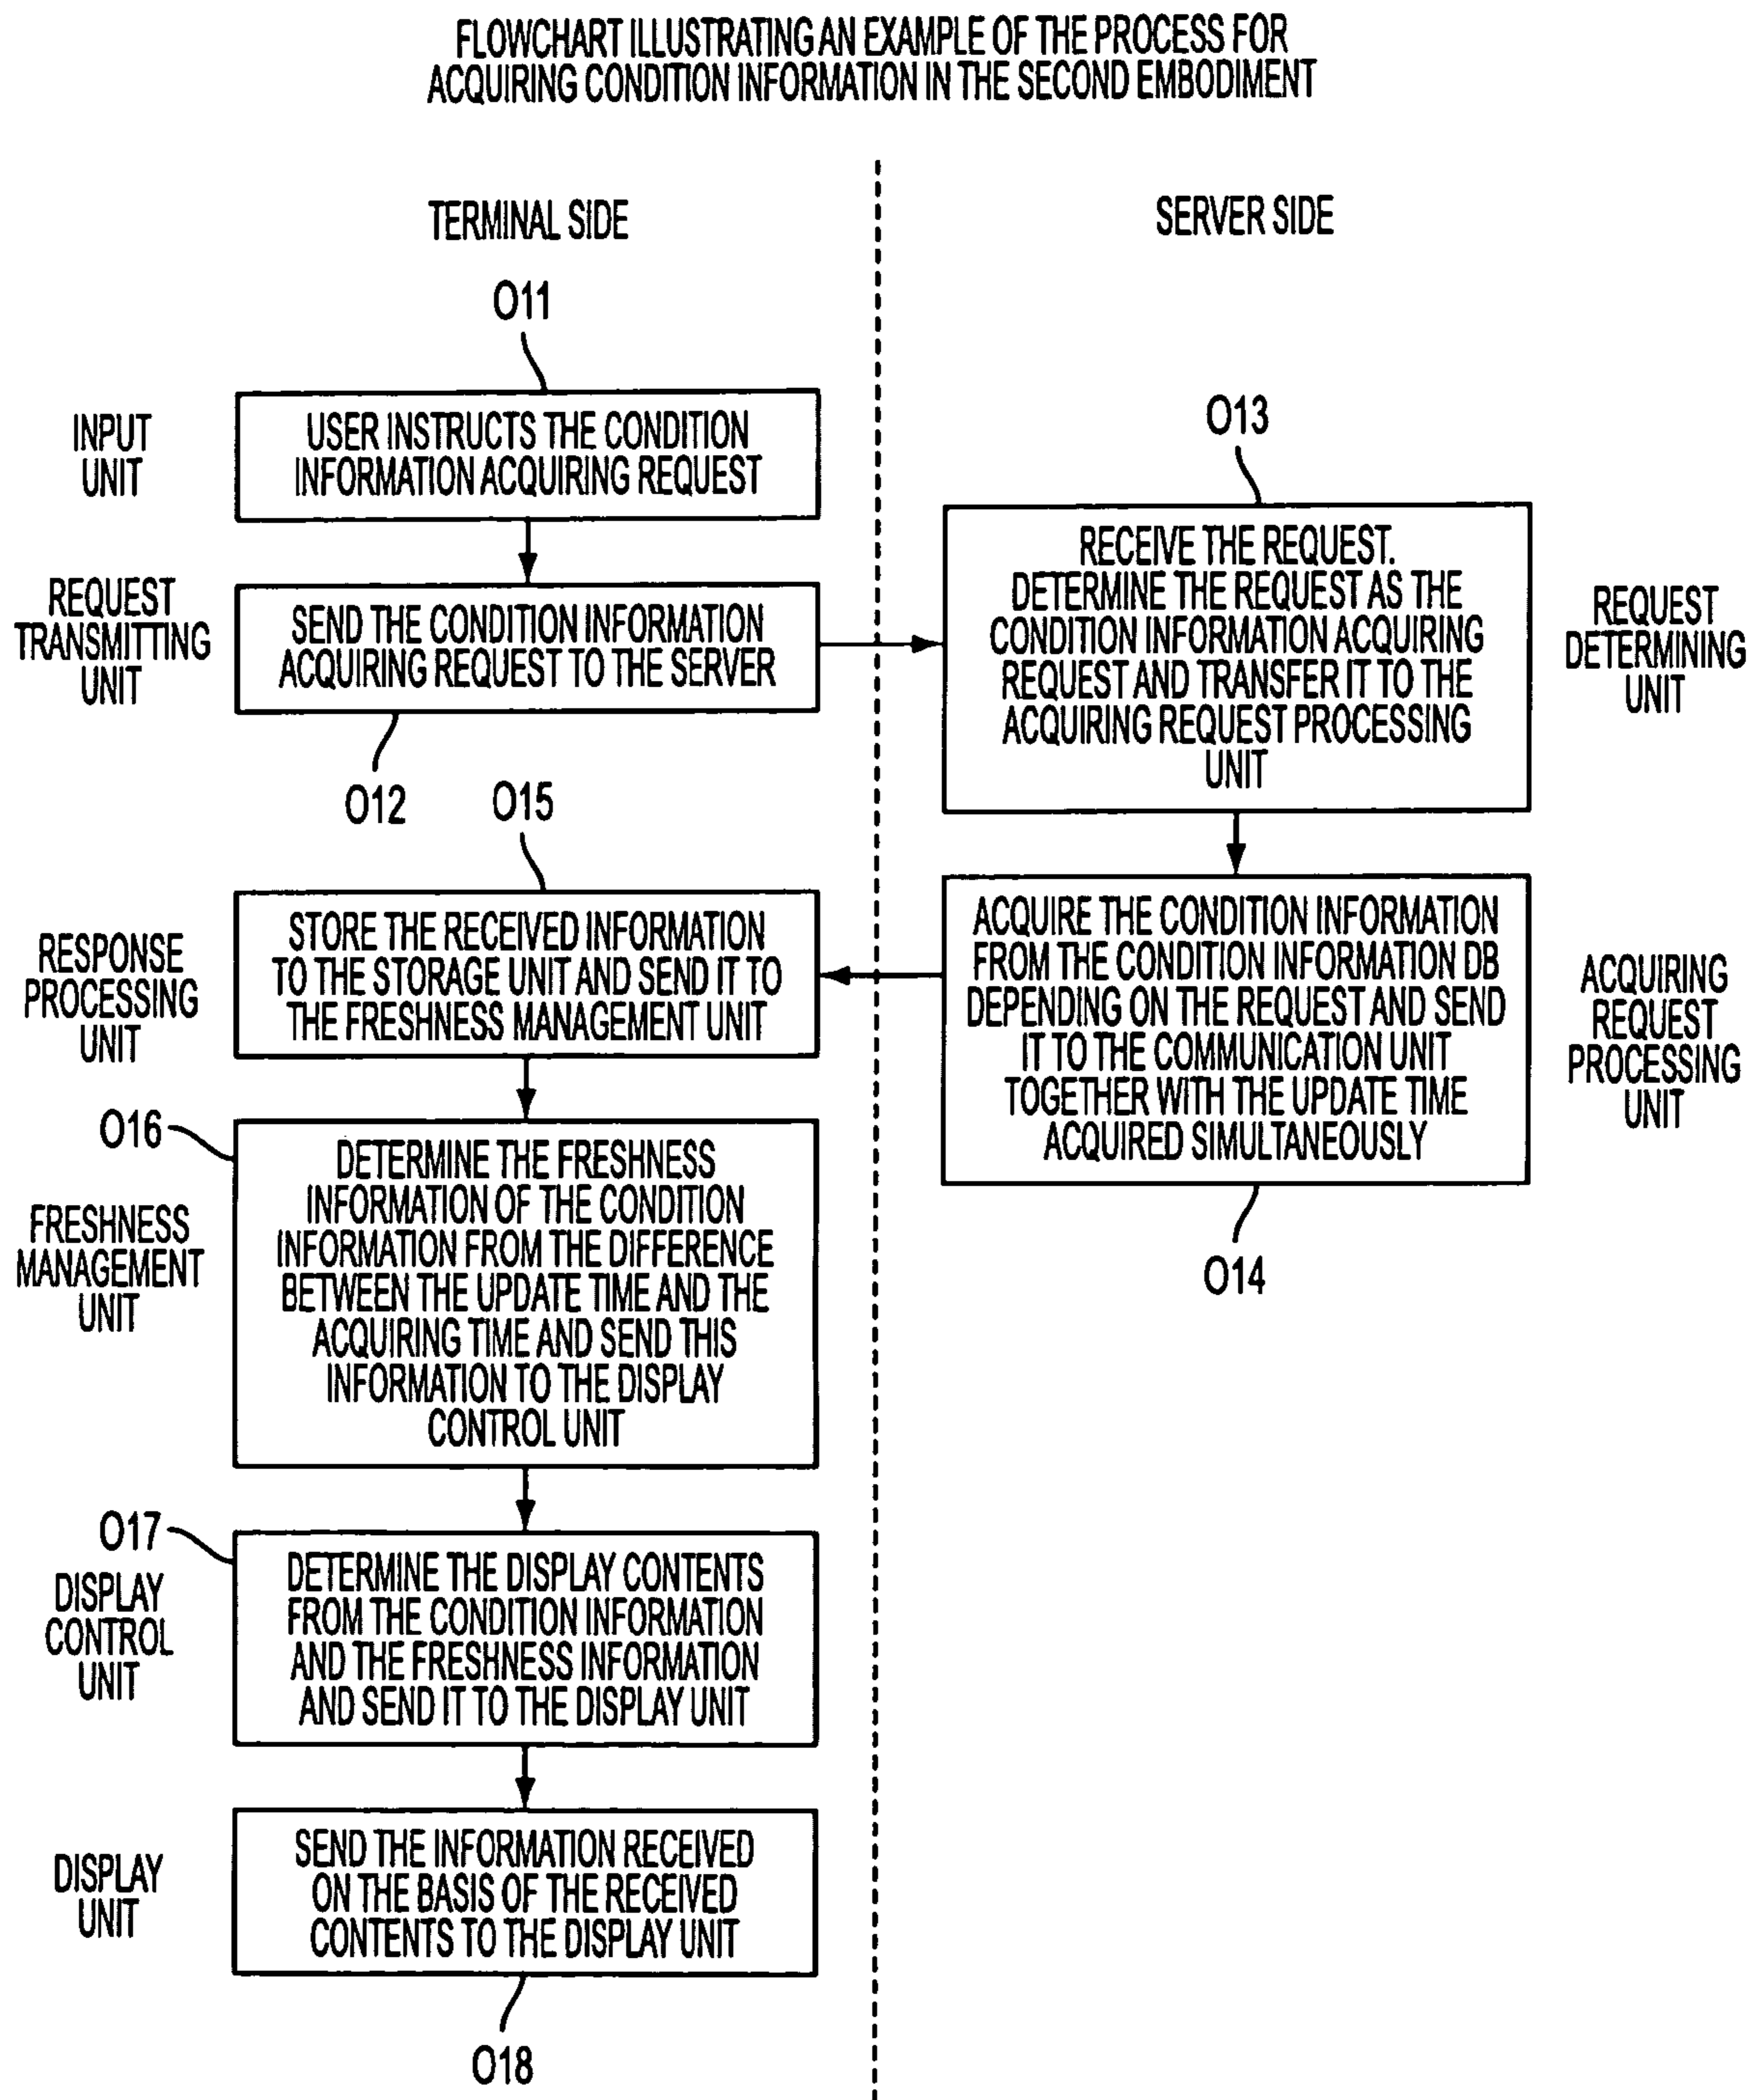 FLOWCHART ILLUSTRATING AN EXAMPLE OF THE PROCESS FOR
ACQUIRING CONDITION INFORMATION IN THE SECOND EMBODIMENT
TERMINAL SIDE
SERVER SIDE
O11
INPUT
UNIT
USER INSTRUCTS THE CONDITION
INFORMATION ACQUIRING REQUEST
REQUEST
TRANSMITTING
UNIT
SEND THE CONDITION INFORMATION
ACQUIRING REQUEST TO THE SERVER
O12
O13
RECEIVE THE REQUEST.
DETERMINE THE REQUEST AS THE
CONDITION INFORMATION ACQUIRING
REQUEST AND TRANSFER IT TO THE
ACQUIRING REQUEST PROCESSING
UNIT
REQUEST
DETERMINING
UNIT
ACQUIRE THE CONDITION INFORMATION
FROM THE CONDITION INFORMATION DB
DEPENDING ON THE REQUEST AND SEND
IT TO THE COMMUNICATION UNIT
TOGETHER WITH THE UPDATE TIME
ACQUIRED SIMULTANEOUSLY
ACQUIRING
REQUEST
PROCESSING
UNIT
O14
O15
RESPONSE
PROCESSING
UNIT
STORE THE RECEIVED INFORMATION
TO THE STORAGE UNIT AND SEND IT TO
THE FRESHNESS MANAGEMENT UNIT
O16
FRESHNESS
MANAGEMENT
UNIT
DETERMINE THE FRESHNESS
INFORMATION OF THE CONDITION
INFORMATION FROM THE DIFFERENCE
BETWEEN THE UPDATE TIME AND THE
ACQUIRING TIME AND SEND THIS
INFORMATION TO THE DISPLAY
CONTROL UNIT
O17
DISPLAY
CONTROL
UNIT
DETERMINE THE DISPLAY CONTENTS
FROM THE CONDITION INFORMATION
AND THE FRESHNESS INFORMATION
AND SEND IT TO THE DISPLAY UNIT
DISPLAY
UNIT
SEND THE INFORMATION RECEIVED
ON THE BASIS OF THE RECEIVED
CONTENTS TO THE DISPLAY UNIT
O18